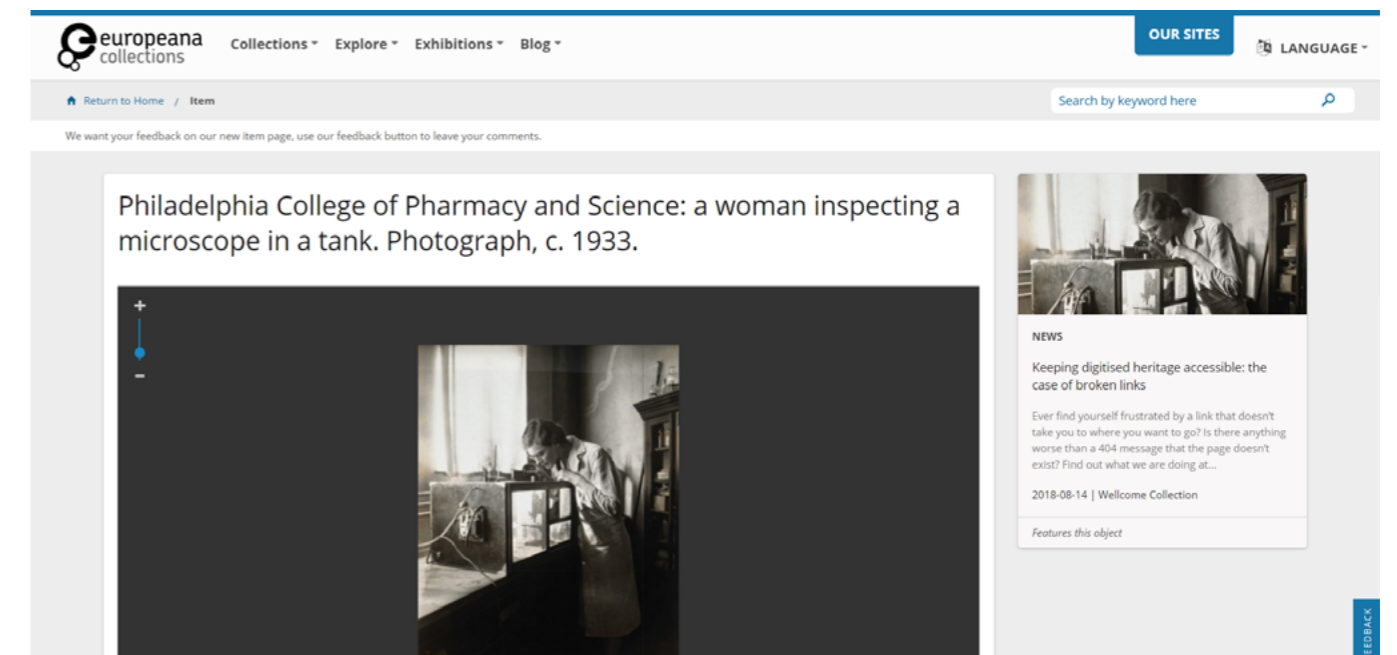 europeana
collections
Collections
Explore
Exhibitions
Blog
OUR SITES
LANGUAGE
Return to Home / Item
Search by keyword here
We want your feedback on our new item page, use our feedback button to leave your comments.
Philadelphia College of Pharmacy and Science: a woman inspecting a
microscope in a tank. Photograph, c. 1933.
+
-
NEWS
Keeping digitised heritage accessible: the
case of broken links
Ever find yourself frustrated by a link that doesn't
take you to where you want to go? Is there anything
worse than a 404 message that the page doesn't
exist? Find out what we are doing at...
2018-08-14 | Wellcome Collection
Features this object
EEDBACK